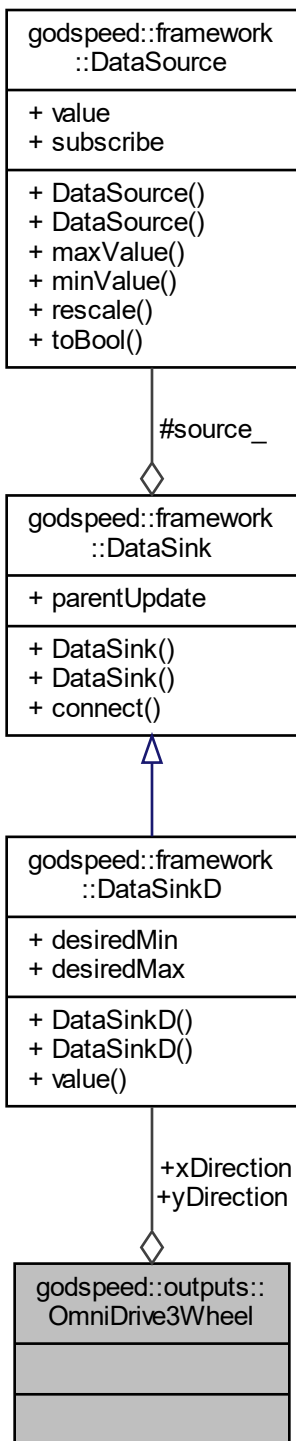 godspeed::framework
::DataSource
+ value
+ subscribe
+ DataSource()
+ DataSource()
+ maxValue()
+ minValue()
+ rescale()
+ toBool()
#source_
godspeed::framework
::DataSink
+ parentUpdate
+ DataSink()
+ DataSink()
+ connect()
godspeed::framework
::DataSinkD
+ desiredMin
+ desiredMax
+ DataSinkD()
+ DataSinkD()
+ value()
+xDirection
+yDirection
godspeed::outputs::
OmniDrive3Wheel